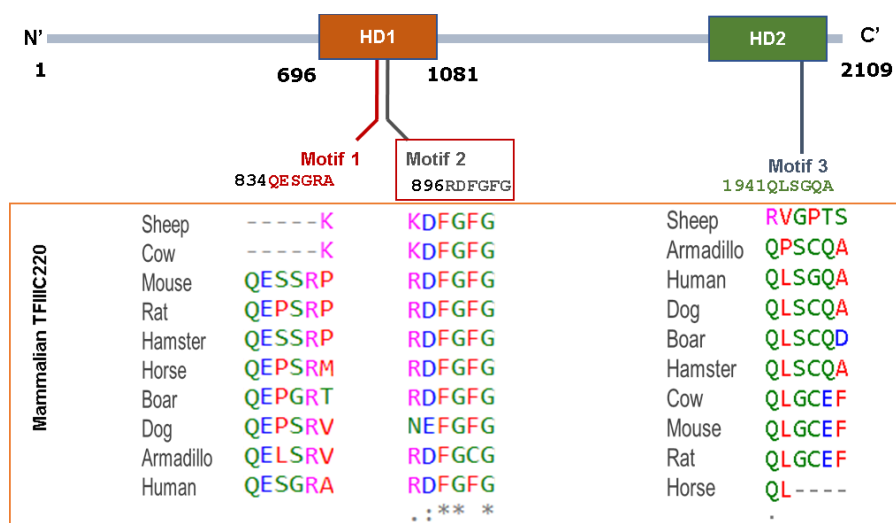 N' HD1 HD2 C'
1 696 1081 2109
Motif 1 Motif 2 Motif 3
834QESGRA 896RDFGFG 1941QLSGQA
Mammalian TFIIIC220
Sheep -----K KDFGFG
Cow -----K KDFGFG
Mouse QESSRP RDFGFG
Rat QEPSRP RDFGFG
Hamster QESSRP RDFGFG
Horse QEPSRM RDFGFG
Boar QEPGRT RDFGFG
Dog QEPSRV NEFGFG
Armadillo QELSRV RDFGCG
Human QESGRA RDFGFG
.:** *
Sheep RVGPTS
Armadillo QPSCQA
Human QLSGQA
Dog QLSCQA
Boar QLSCQD
Hamster QLSCQA
Cow QLGCEF
Mouse QLGCEF
Rat QLGCEF
Horse QL----
.